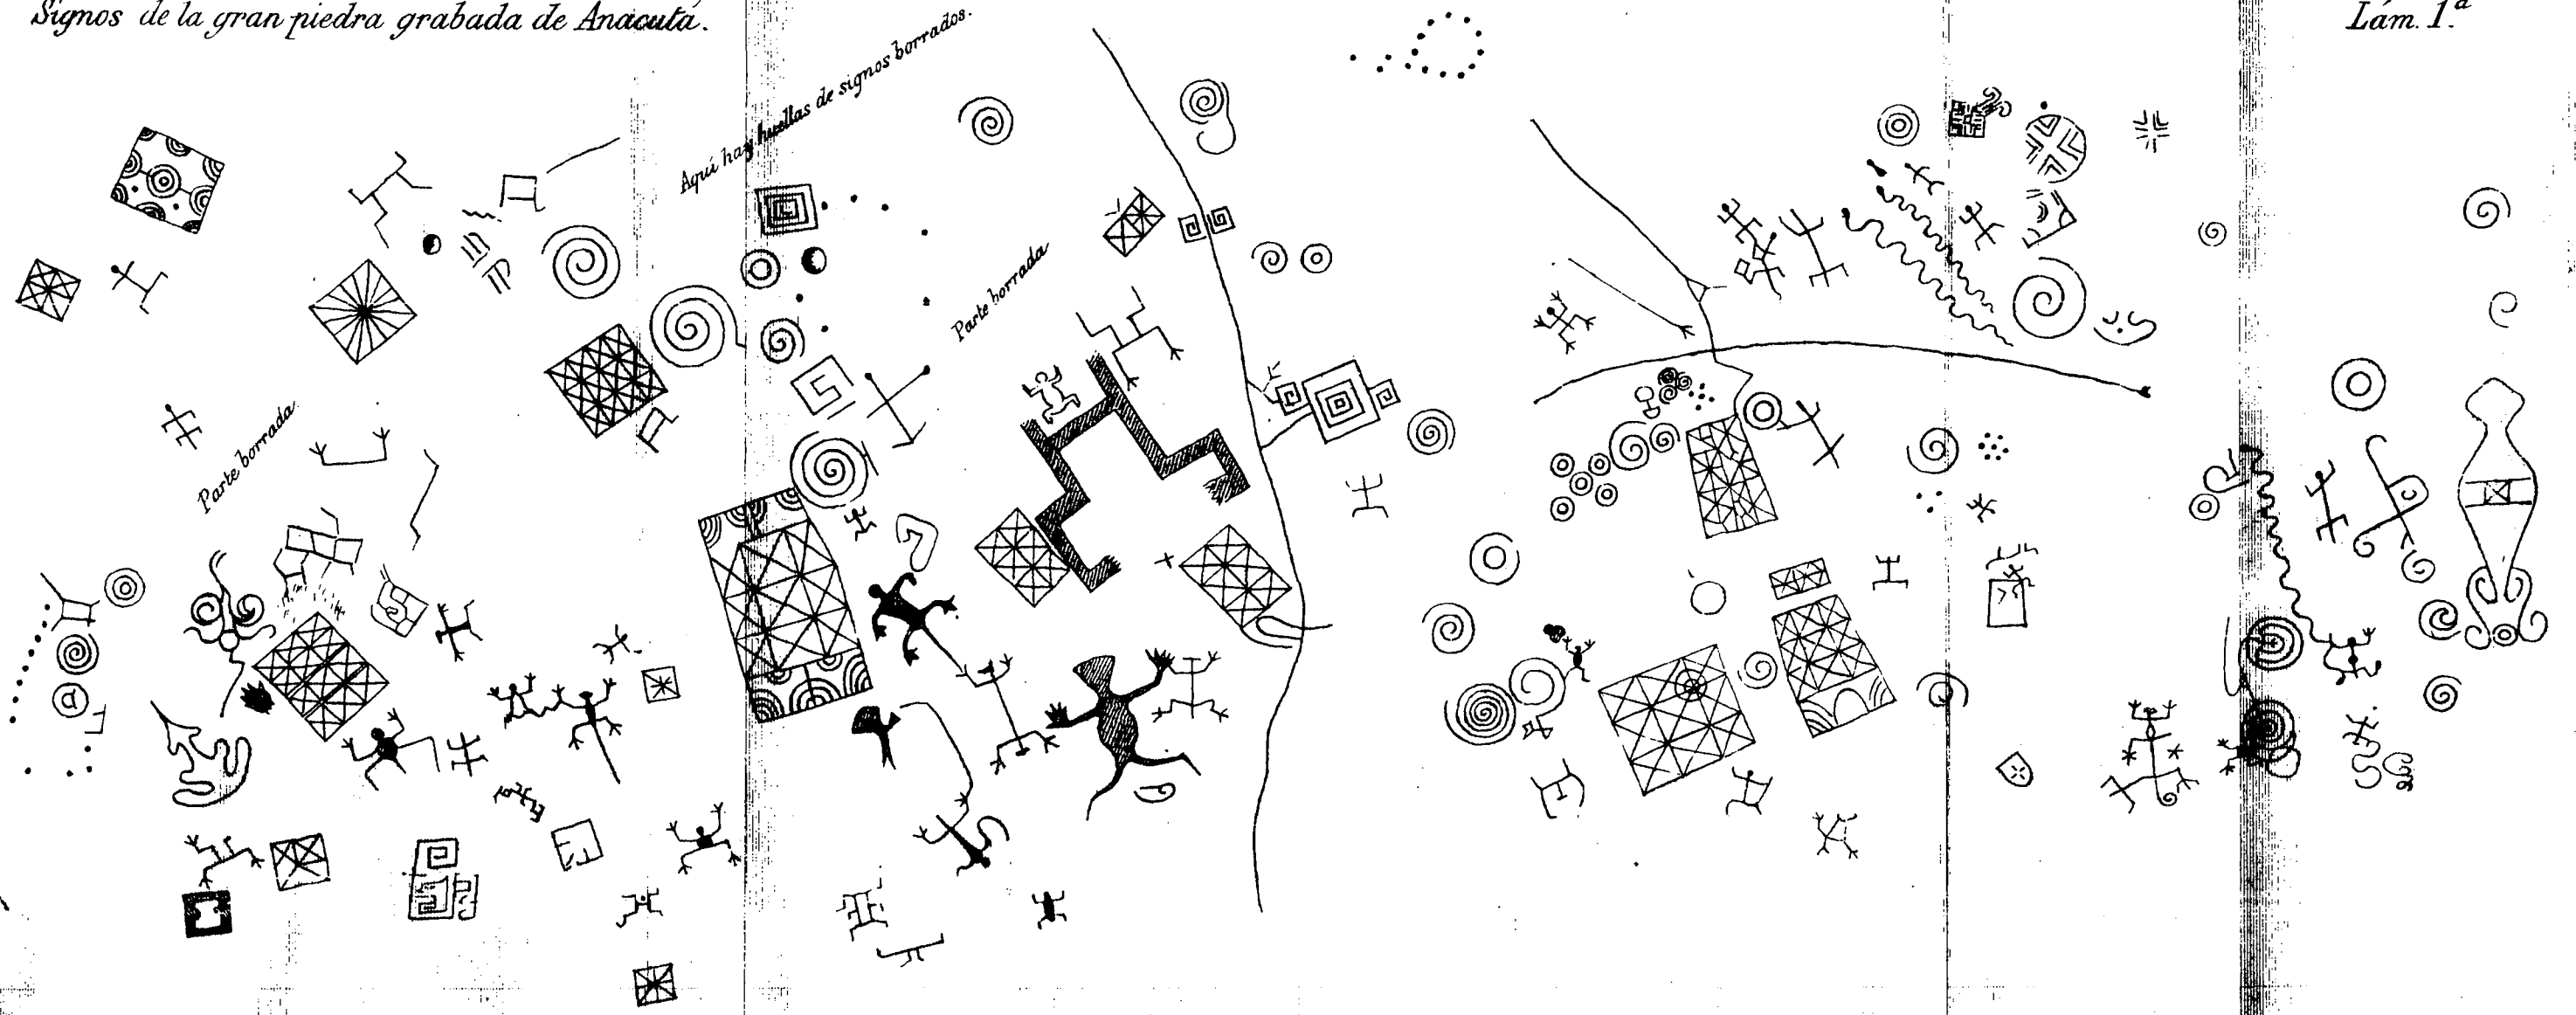 Signos de la gran piedra grabada de Anacutá.
Lám. 1.ª
Aquí hay huellas de signos borrados.
Parte borrada
Parte borrada